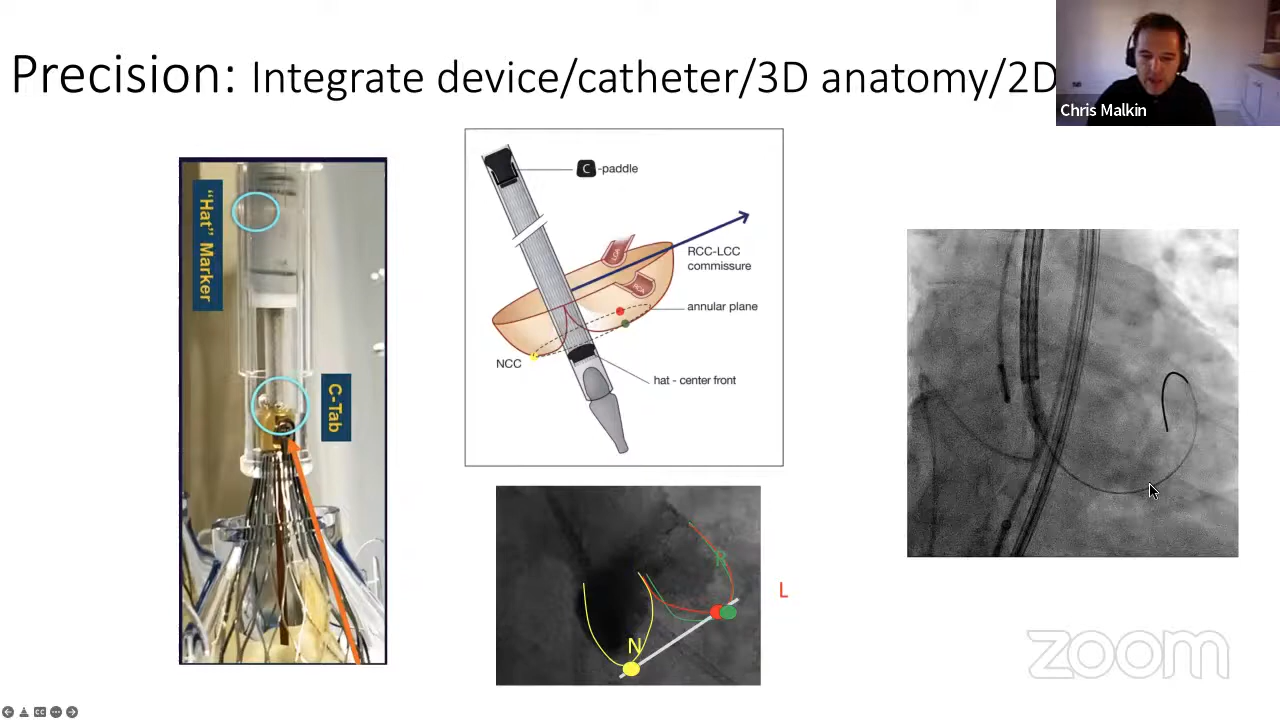 Precision: Integrate device/catheter/3D anatomy/2D
Chris Malkin
"Hat" Marker
C-Tab
C -paddle
RCC-LCC
commissure
annular plane
NCC
hat - center front
R
L
N
zoom